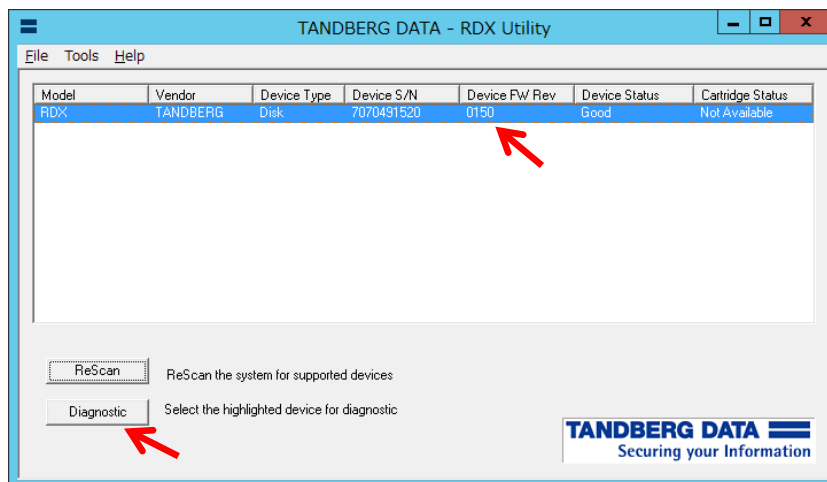 TANDBERG DATA - RDX Utility
File Tools Help
Model Vendor Device Type Device S/N Device FW Rev Device Status Cartridge Status
RDX TANDBERG Disk 7070491520 0150 Good Not Available
ReScan ReScan the system for supported devices
Diagnostic Select the highlighted device for diagnostic
TANDBERG DATA
Securing your Information